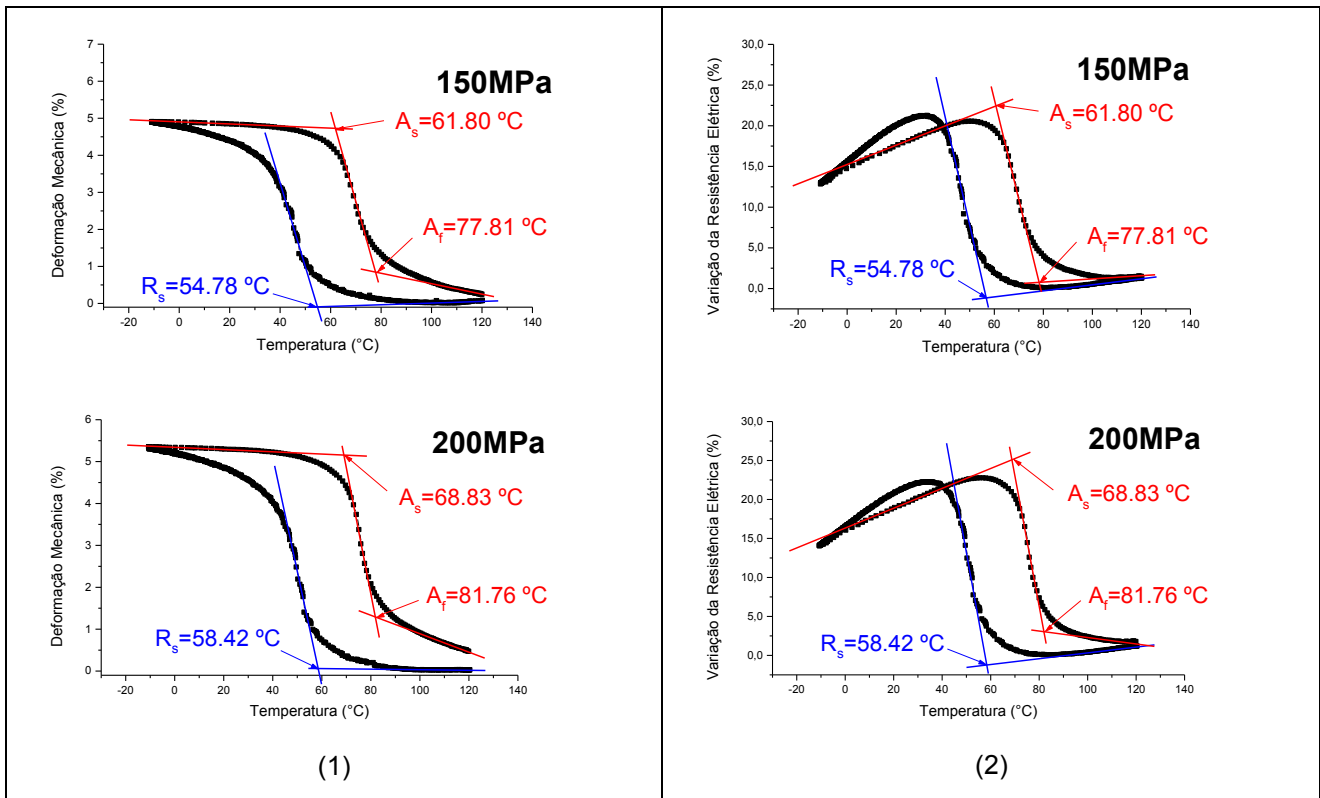 7
6
5
4
3
2
1
0
-20 0 20 40 60 80 100 120 140
Deformação Mecânica (%)
Temperatura (°C)
150MPa
A_s=61.80 ºC
A_f=77.81 ºC
R_s=54.78 ºC
30,0
25,0
20,0
15,0
10,0
5,0
0,0
-20 0 20 40 60 80 100 120 140
Variação da Resistência Elétrica (%)
Temperatura (°C)
150MPa
A_s=61.80 ºC
A_f=77.81 ºC
R_s=54.78 ºC
6
5
4
3
2
1
0
-20 0 20 40 60 80 100 120 140
Deformação Mecânica (%)
Temperatura (°C)
200MPa
A_s=68.83 ºC
A_f=81.76 ºC
R_s=58.42 ºC
(1)
30,0
25,0
20,0
15,0
10,0
5,0
0,0
-20 0 20 40 60 80 100 120 140
Variação da Resistência Elétrica (%)
Temperatura (°C)
200MPa
A_s=68.83 ºC
A_f=81.76 ºC
R_s=58.42 ºC
(2)